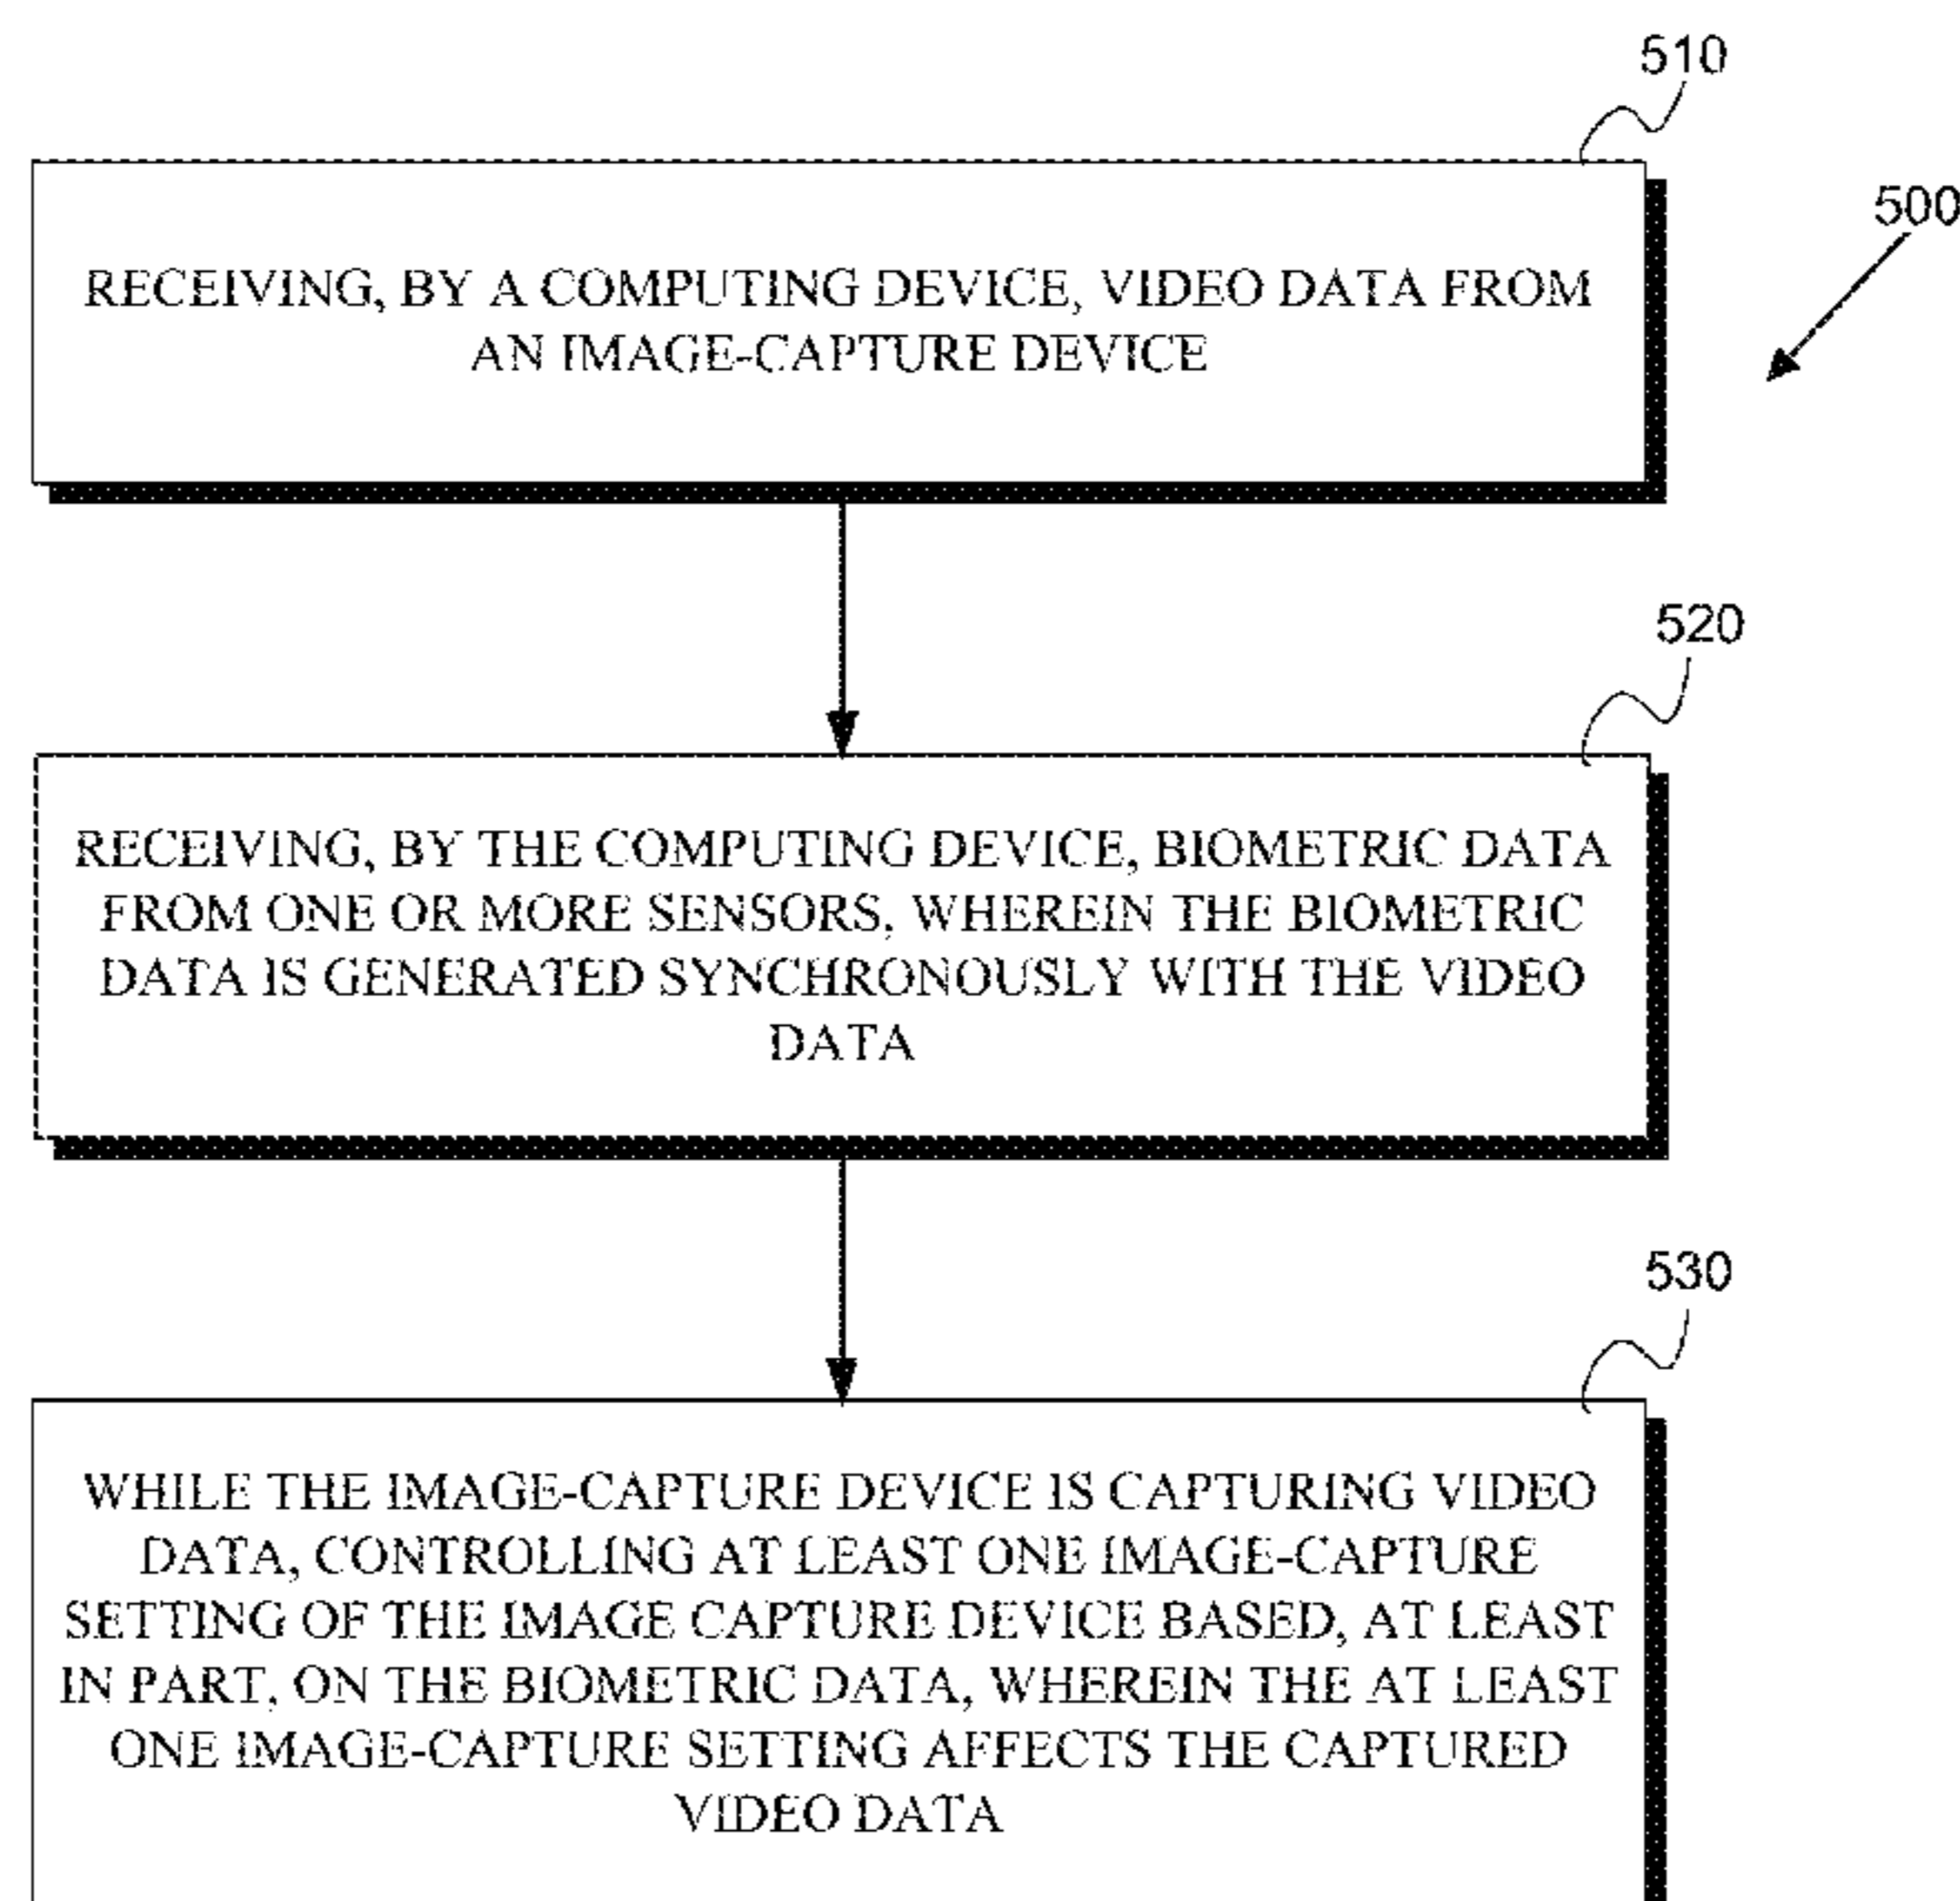 510
500
RECEIVING, BY A COMPUTING DEVICE, VIDEO DATA FROM
AN IMAGE-CAPTURE DEVICE
520
RECEIVING, BY THE COMPUTING DEVICE, BIOMETRIC DATA
FROM ONE OR MORE SENSORS, WHEREIN THE BIOMETRIC
DATA IS GENERATED SYNCHRONOUSLY WITH THE VIDEO
DATA
530
WHILE THE IMAGE-CAPTURE DEVICE IS CAPTURING VIDEO
DATA, CONTROLLING AT LEAST ONE IMAGE-CAPTURE
SETTING OF THE IMAGE CAPTURE DEVICE BASED, AT LEAST
IN PART, ON THE BIOMETRIC DATA, WHEREIN THE AT LEAST
ONE IMAGE-CAPTURE SETTING AFFECTS THE CAPTURED
VIDEO DATA